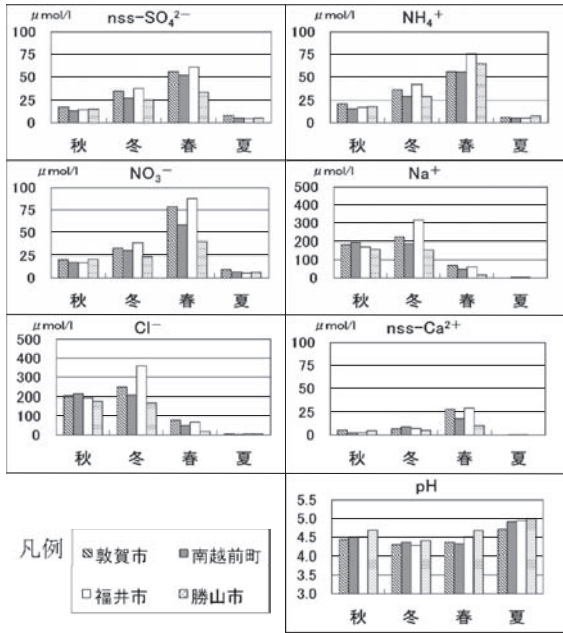 μmol/l nss-SO₄²⁻
100
75
50
25
0
秋 冬 春 夏
μmol/l NH₄⁺
100
75
50
25
0
秋 冬 春 夏
μmol/l NO₃⁻
100
75
50
25
0
秋 冬 春 夏
μmol/l Na⁺
500
400
300
200
100
0
秋 冬 春 夏
μmol/l Cl⁻
500
400
300
200
100
0
秋 冬 春 夏
μmol/l nss-Ca²⁺
100
75
50
25
0
秋 冬 春 夏
pH
5.5
5.0
4.5
4.0
3.5
3.0
秋 冬 春 夏
凡例
敦賀市 南越前町
福井市 勝山市